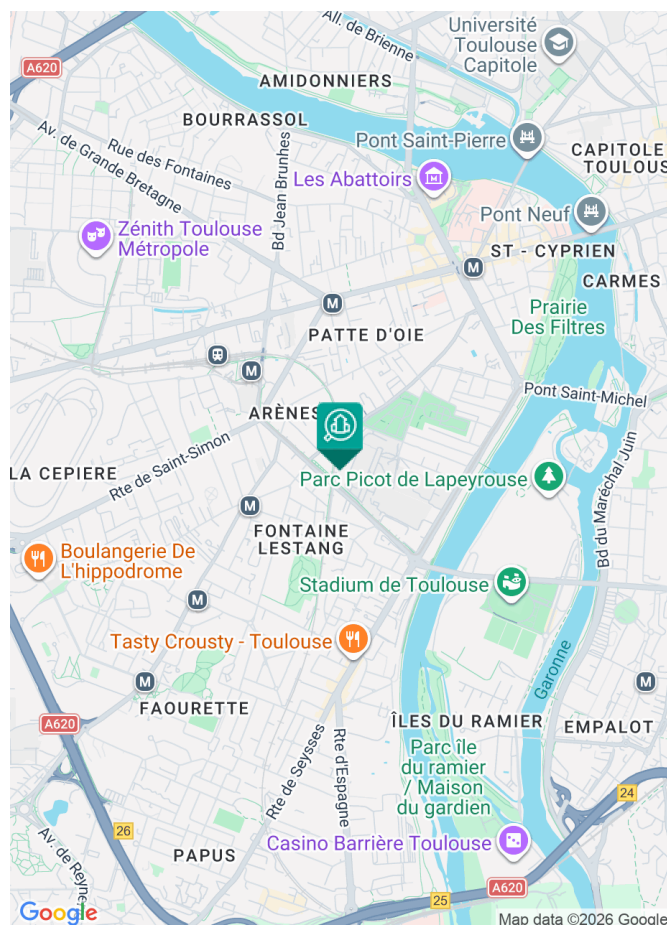 All. de Brienne
Université
Toulouse
Capitole
A620
AMIDONNIERS
BOURRASSOL
Av. de Grande Bretagne
Rue des Fontaines
Bd Jean Brunhes
Pont Saint-Pierre
CAPITOLE
TOULOUS
Les Abattoirs
Pont Neuf
Zénith Toulouse
Métropole
ST - CYPRIEN
M
CARMES
M
Prairie
Des Filtres
PATTE D'OIE
M
Pont Saint-Michel
ARÈNES
Rte de Saint-Simon
Bd du Maréchal Juin
LA CEPIERE
Parc Picot de Lapeyrouse
M
FONTAINE
LESTANG
Boulangerie De
L'hippodrome
Stadium de Toulouse
M
Tasty Crousty - Toulouse
Garonne
M
M
FAOURETTE
A620
ÎLES DU RAMIER
EMPALOT
Rte de Seysses
Rte d'Espagne
Parc île
du ramier
/ Maison
du gardien
24
26
Av. de Reyne
PAPUS
Casino Barrière Toulouse
A620
25
Google
Map data ©2026 Google